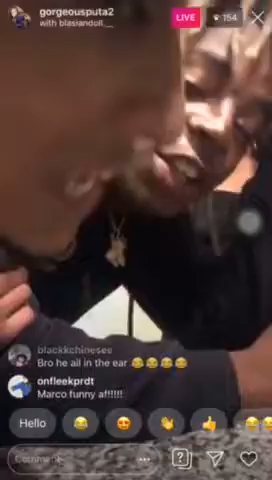 gorgeousputa2
LIVE
154
with blasiandoll__
blackkchinesee
Bro he all in the ear 😂😂😂😂
onfleekprdt
Marco funny af!!!!!
Hello
Comment